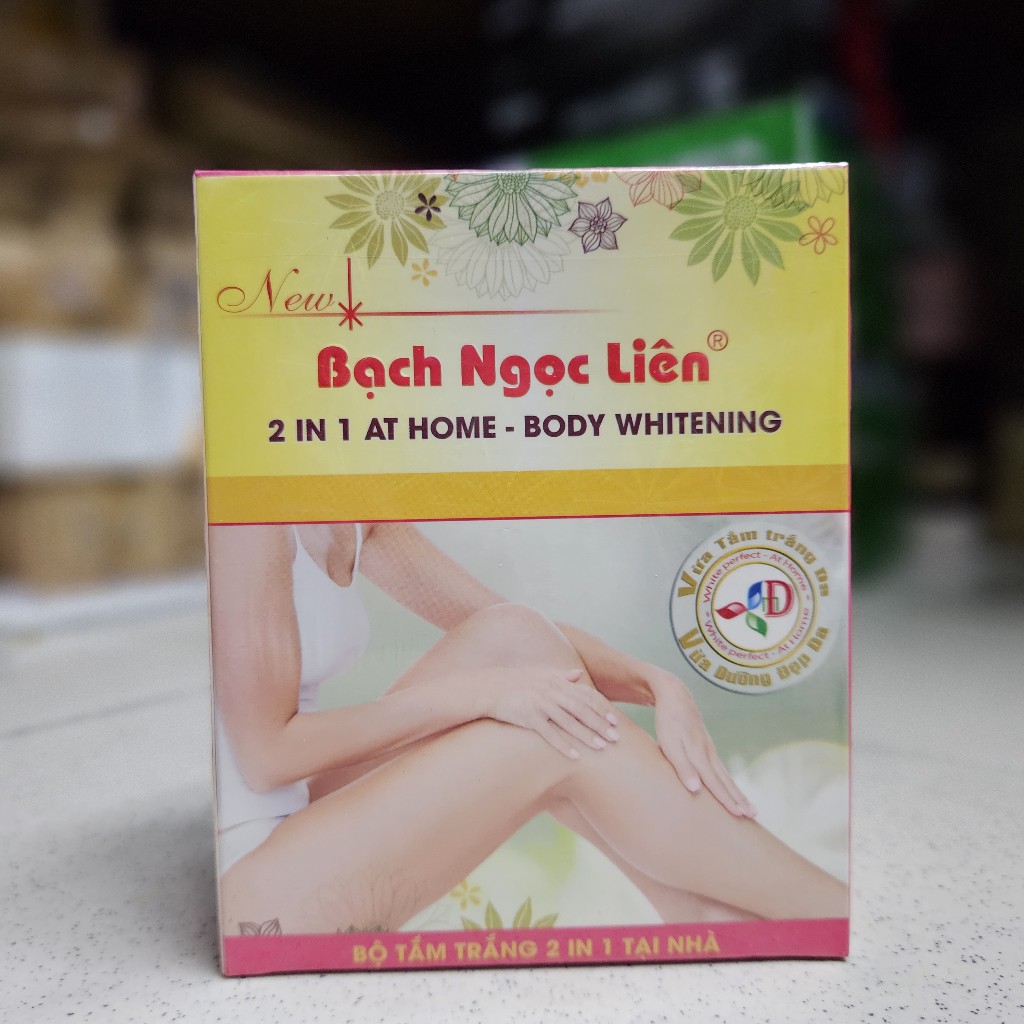 New
Bạch Ngọc Liên®
2 IN 1 AT HOME - BODY WHITENING
Vừa Tắm trắng Da
White perfect - At Home
D
White perfect - At Home
Vừa Dưỡng Đẹp Da
BỘ TẮM TRẮNG 2 IN 1 TẠI NHÀ